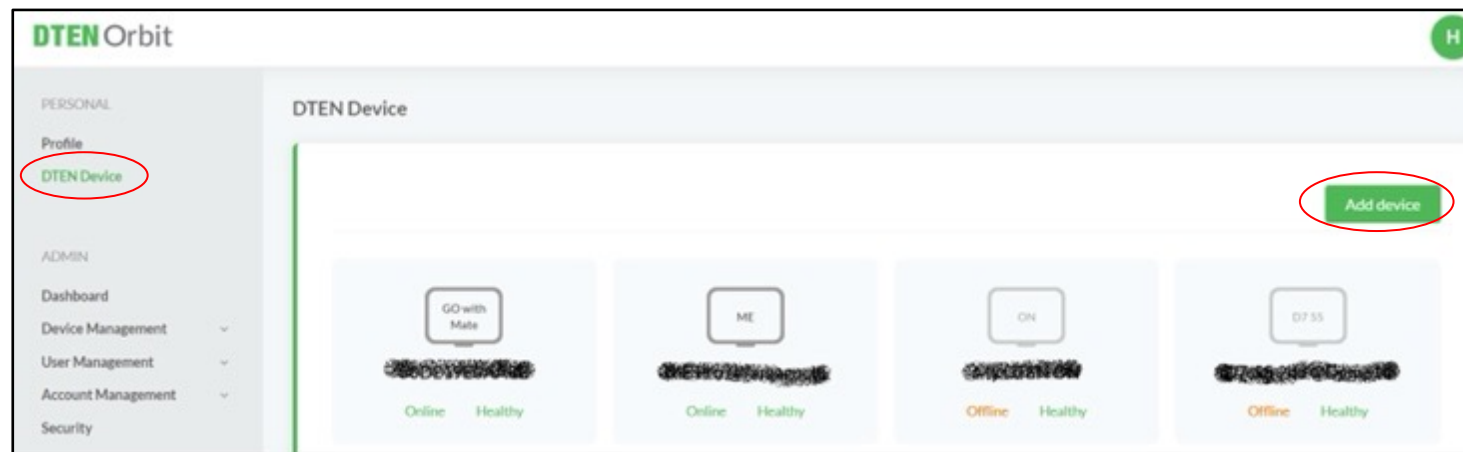 DTEN Orbit
H
PERSONAL
Profile
DTEN Device
ADMIN
Dashboard
Device Management
User Management
Account Management
Security
DTEN Device
Add device
GO with
Mate
ME
ON
D7 55
Online Healthy
Online Healthy
Offline Healthy
Offline Healthy